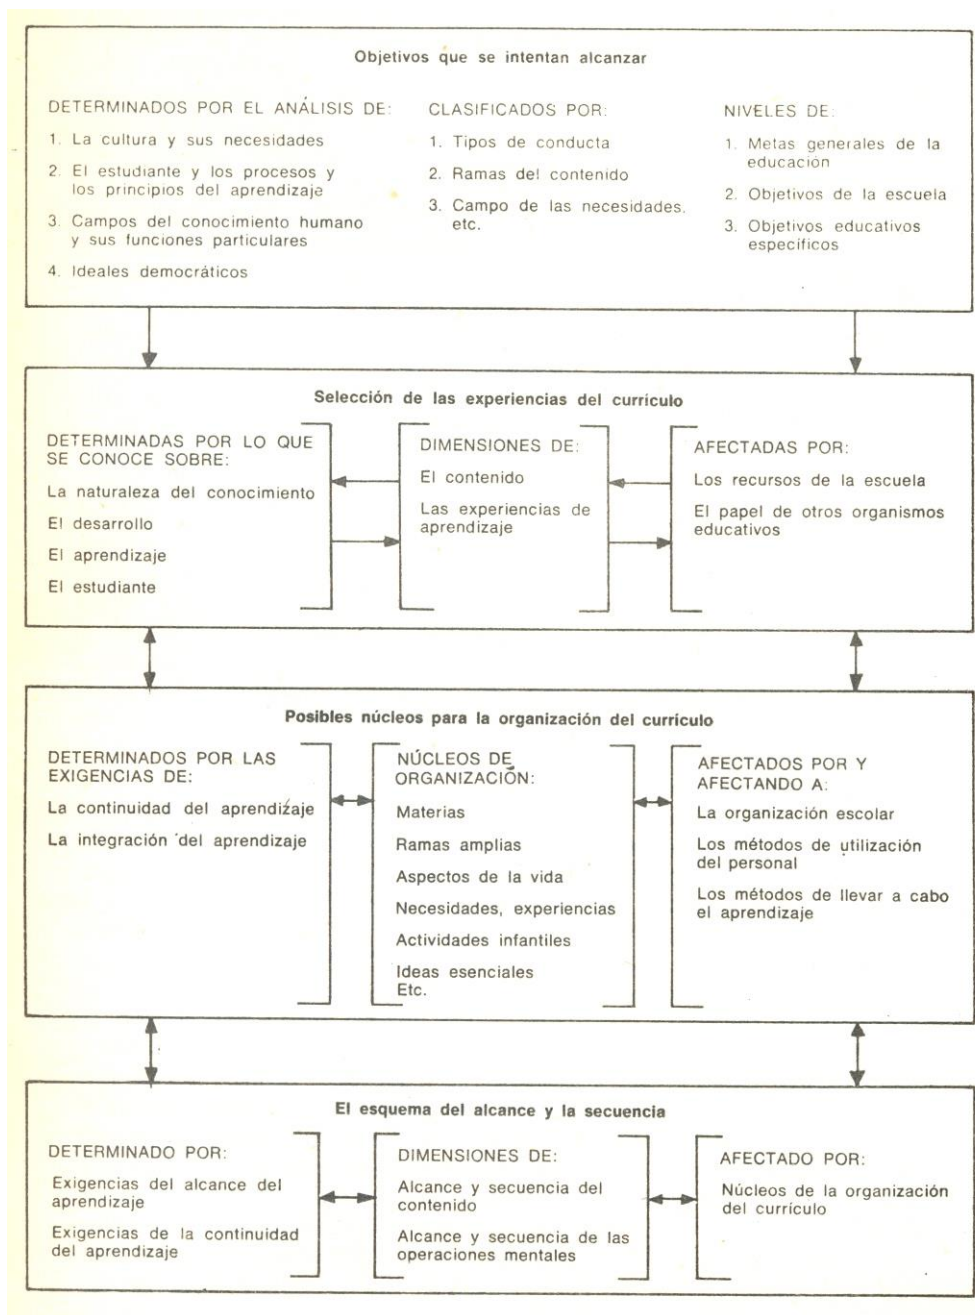 Objetivos que se intentan alcanzar
DETERMINADOS POR EL ANÁLISIS DE:
1. La cultura y sus necesidades
2. El estudiante y los procesos y
los principios del aprendizaje
3. Campos del conocimiento humano
y sus funciones particulares
4. Ideales democráticos
CLASIFICADOS POR:
1. Tipos de conducta
2. Ramas del contenido
3. Campo de las necesidades.
etc.
NIVELES DE:
1. Metas generales de la
educación
2. Objetivos de la escuela
3. Objetivos educativos
específicos
Selección de las experiencias del currículo
DETERMINADAS POR LO QUE
SE CONOCE SOBRE:
La naturaleza del conocimiento
El desarrollo
El aprendizaje
El estudiante
DIMENSIONES DE:
El contenido
Las experiencias de
aprendizaje
AFECTADAS POR:
Los recursos de la escuela
El papel de otros organismos
educativos
Posibles núcleos para la organización del currículo
DETERMINADOS POR LAS
EXIGENCIAS DE:
La continuidad del aprendizaje
La integración del aprendizaje
NÚCLEOS DE
ORGANIZACIÓN:
Materias
Ramas amplias
Aspectos de la vida
Necesidades, experiencias
Actividades infantiles
Ideas esenciales
Etc.
AFECTADOS POR Y
AFECTANDO A:
La organización escolar
Los métodos de utilización
del personal
Los métodos de llevar a cabo
el aprendizaje
El esquema del alcance y la secuencia
DETERMINADO POR:
Exigencias del alcance del
aprendizaje
Exigencias de la continuidad
del aprendizaje
DIMENSIONES DE:
Alcance y secuencia del
contenido
Alcance y secuencia de las
operaciones mentales
AFECTADO POR:
Núcleos de la organización
del currículo